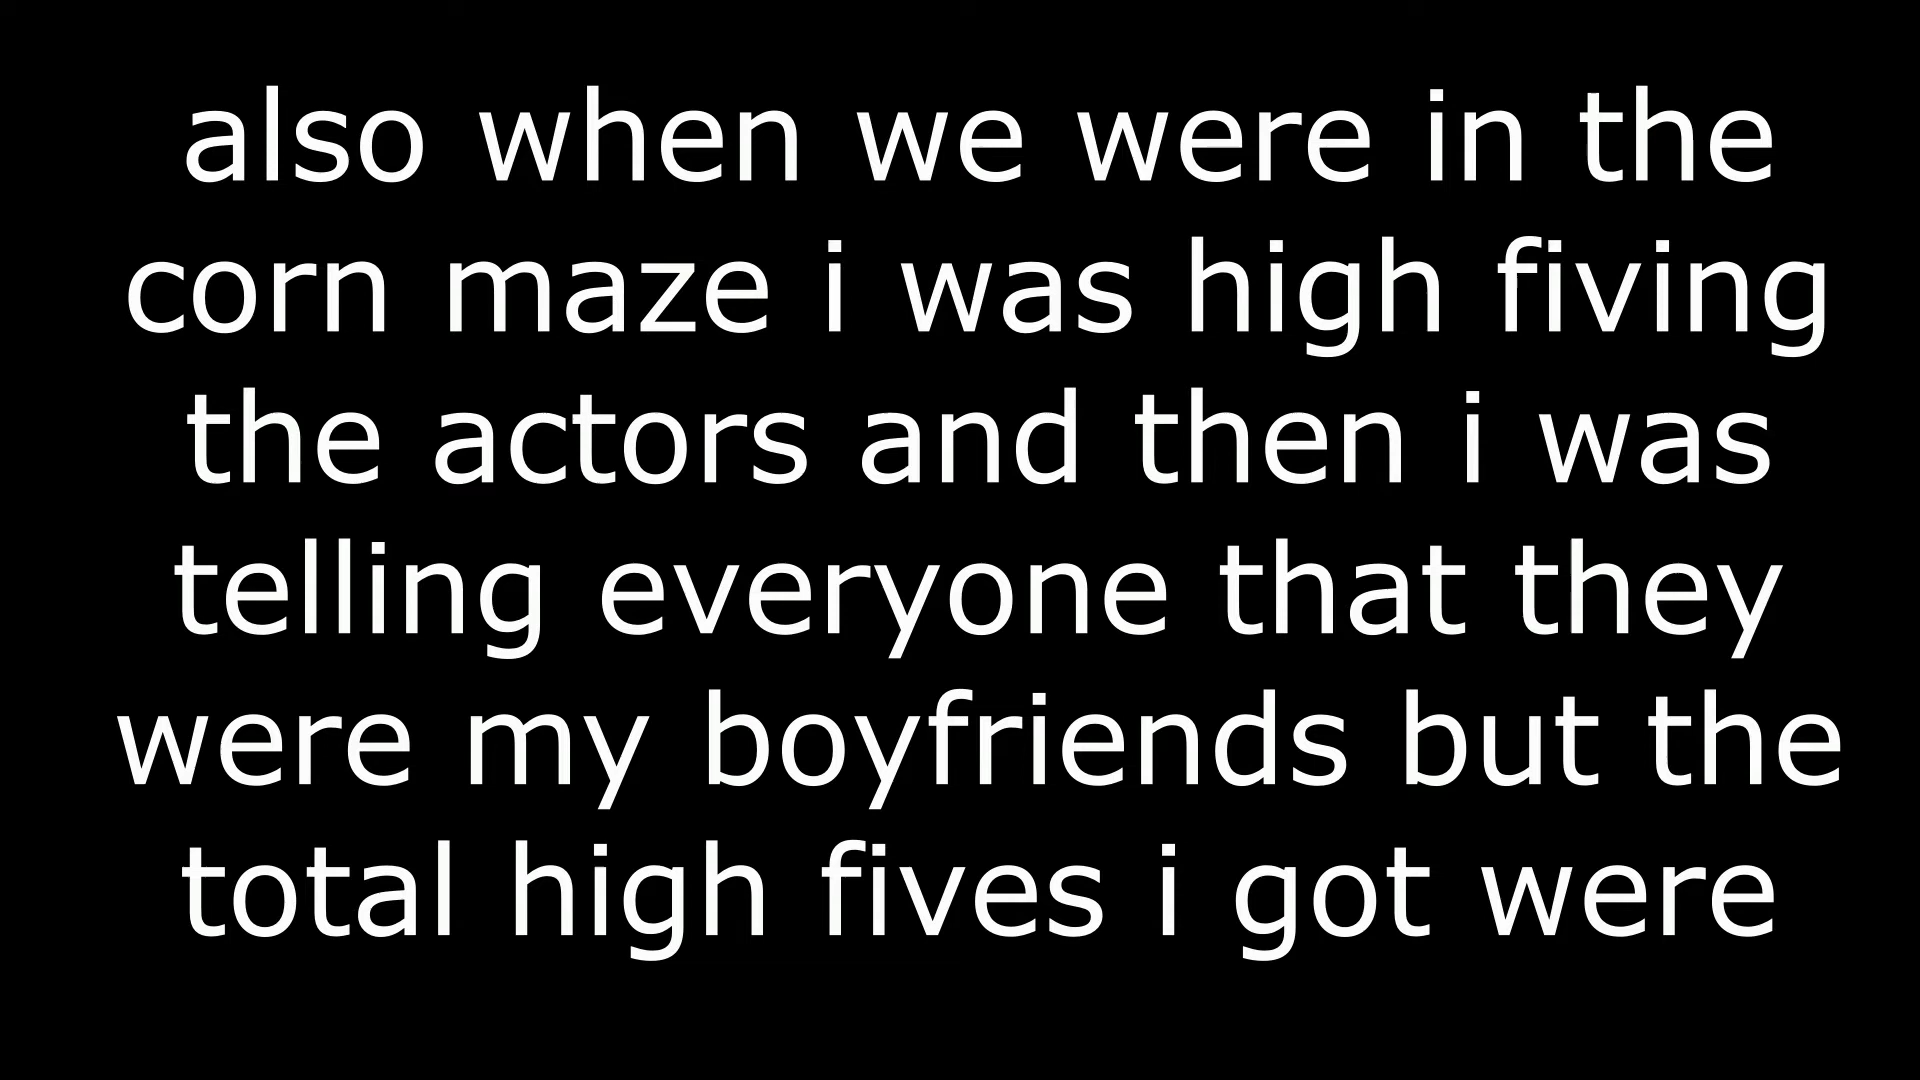 also when we were in the
corn maze i was high fiving
the actors and then i was
telling everyone that they
were my boyfriends but the
total high fives i got were